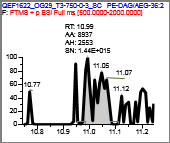 QEF1622_OG29_T3-750-0-3_SC PE-DAG/AEG-36:2
F: FTMS + p ESI Full ms [500.0000-2000.0000]
RT: 10.99
AA: 8937
AH: 2553
SN: 1.44E+015
11.05
11.07
10.77
11.12
10.8 10.9 11.0 11.1 11.2